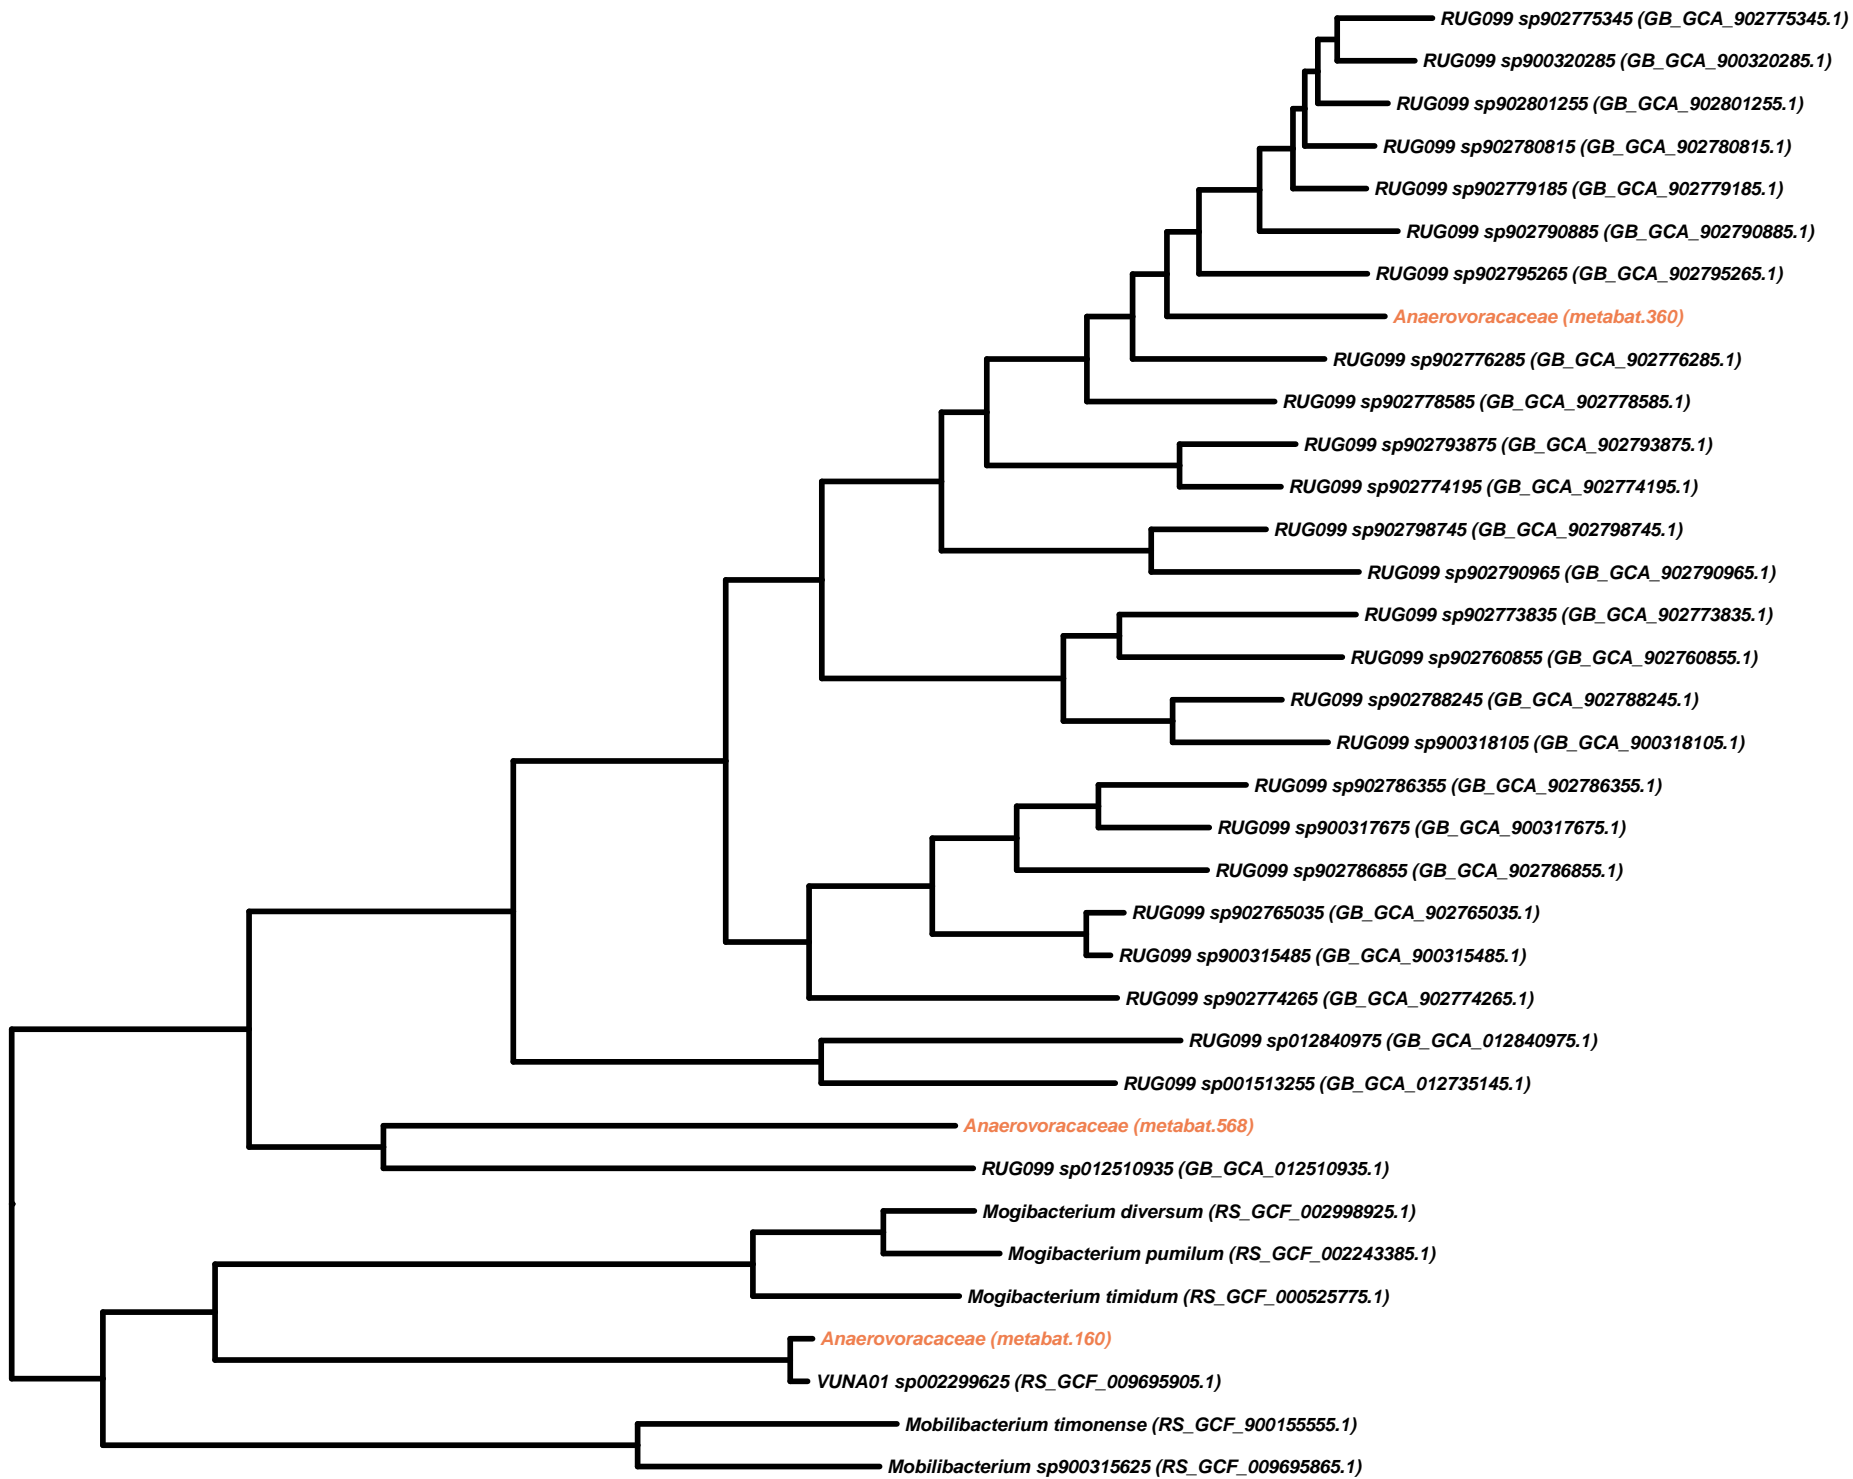 RUG099 sp902775345 (GB_GCA_902775345.1)
RUG099 sp900320285 (GB_GCA_900320285.1)
RUG099 sp902801255 (GB_GCA_902801255.1)
RUG099 sp902780815 (GB_GCA_902780815.1)
RUG099 sp902779185 (GB_GCA_902779185.1)
RUG099 sp902790885 (GB_GCA_902790885.1)
RUG099 sp902795265 (GB_GCA_902795265.1)
Anaerovoracaceae (metabat.360)
RUG099 sp902776285 (GB_GCA_902776285.1)
RUG099 sp902778585 (GB_GCA_902778585.1)
RUG099 sp902793875 (GB_GCA_902793875.1)
RUG099 sp902774195 (GB_GCA_902774195.1)
RUG099 sp902798745 (GB_GCA_902798745.1)
RUG099 sp902790965 (GB_GCA_902790965.1)
RUG099 sp902773835 (GB_GCA_902773835.1)
RUG099 sp902760855 (GB_GCA_902760855.1)
RUG099 sp902788245 (GB_GCA_902788245.1)
RUG099 sp900318105 (GB_GCA_900318105.1)
RUG099 sp902786355 (GB_GCA_902786355.1)
RUG099 sp900317675 (GB_GCA_900317675.1)
RUG099 sp902786855 (GB_GCA_902786855.1)
RUG099 sp902765035 (GB_GCA_902765035.1)
RUG099 sp900315485 (GB_GCA_900315485.1)
RUG099 sp902774265 (GB_GCA_902774265.1)
RUG099 sp012840975 (GB_GCA_012840975.1)
RUG099 sp001513255 (GB_GCA_012735145.1)
Anaerovoracaceae (metabat.568)
RUG099 sp012510935 (GB_GCA_012510935.1)
Mogibacterium diversum (RS_GCF_002998925.1)
Mogibacterium pumilum (RS_GCF_002243385.1)
Mogibacterium timidum (RS_GCF_000525775.1)
Anaerovoracaceae (metabat.160)
VUNA01 sp002299625 (RS_GCF_009695905.1)
Mobilibacterium timonense (RS_GCF_900155555.1)
Mobilibacterium sp900315625 (RS_GCF_009695865.1)